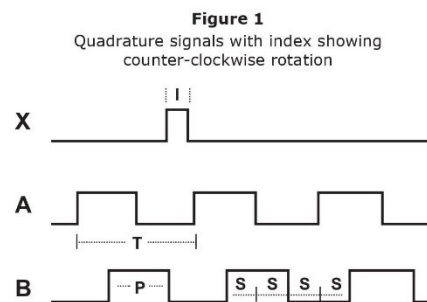 Figure 1
Quadrature signals with index showing
counter-clockwise rotation
I
X
A
T
B
P
S S S S